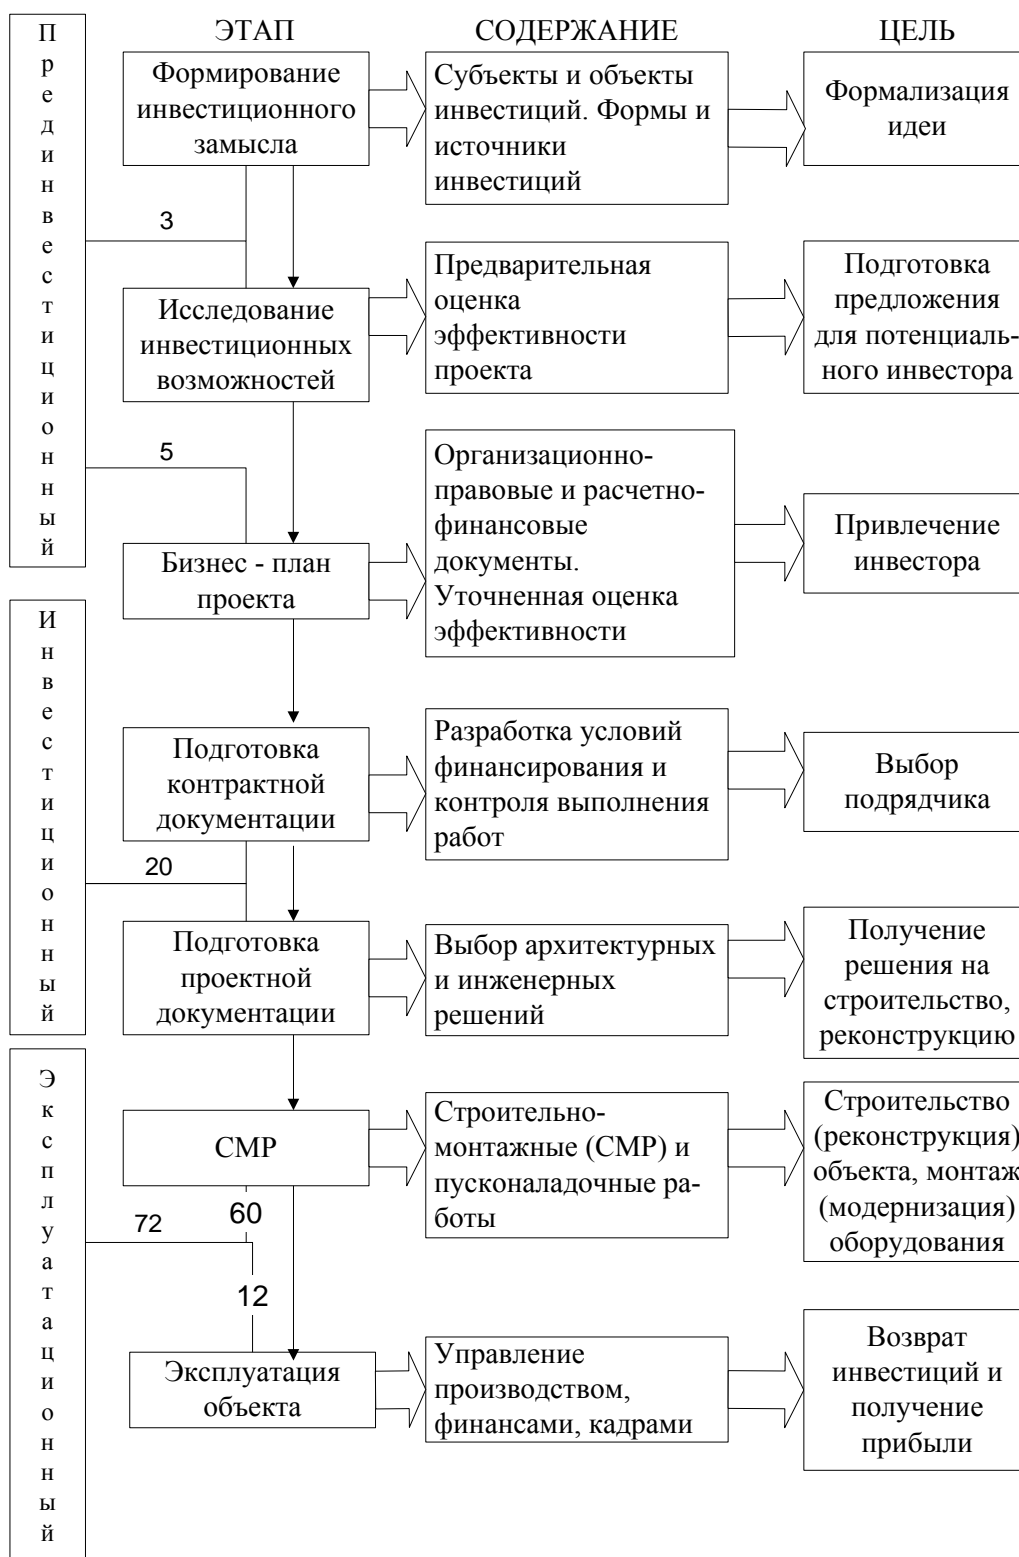 Прединвестиционный
ЭТАП
СОДЕРЖАНИЕ
ЦЕЛЬ
Формирование
инвестиционного
замысла
Субъекты и объекты
инвестиций. Формы и
источники
инвестиций
Формализация
идеи
3
Исследование
инвестиционных
возможностей
Предварительная
оценка
эффективности
проекта
Подготовка
предложения
для потенциаль-
ного инвестора
5
Бизнес - план
проекта
Организационно-
правовые и расчетно-
финансовые
документы.
Уточненная оценка
эффективности
Привлечение
инвестора
Инвестиционный
Подготовка
контрактной
документации
Разработка условий
финансирования и
контроля выполнения
работ
Выбор
подрядчика
20
Подготовка
проектной
документации
Выбор архитектурных
и инженерных
решений
Получение
решения на
строительство,
реконструкцию
Эксплуатационный
СМР
Строительно-
монтажные (СМР) и
пусконаладочные ра-
боты
Строительство
(реконструкция)
объекта, монтаж
(модернизация)
оборудования
72
60
12
Эксплуатация
объекта
Управление
производством,
финансами, кадрами
Возврат
инвестиций и
получение
прибыли